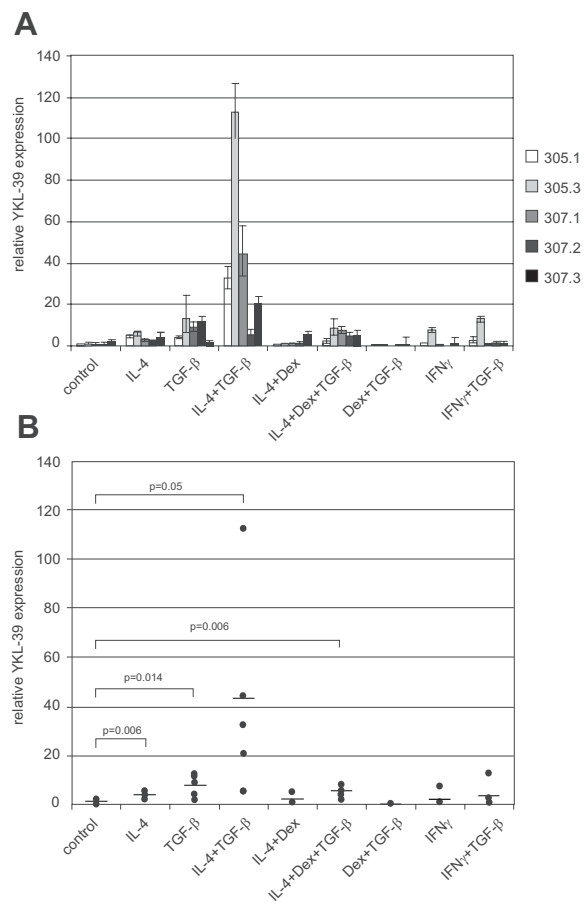 A
relative YKL-39 expression
140
120
100
80
60
40
20
0
control
IL-4
TGF-β
IL-4+TGF-β
IL-4+Dex
IL-4+Dex+TGF-β
Dex+TGF-β
IFNγ
IFNγ+TGF-β
305.1
305.3
307.1
307.2
307.3
B
relative YKL-39 expression
140
120
100
80
60
40
20
0
p=0.05
p=0.006
p=0.014
p=0.006
control
IL-4
TGF-β
IL-4+TGF-β
IL-4+Dex
IL-4+Dex+TGF-β
Dex+TGF-β
IFNγ
IFNγ+TGF-β